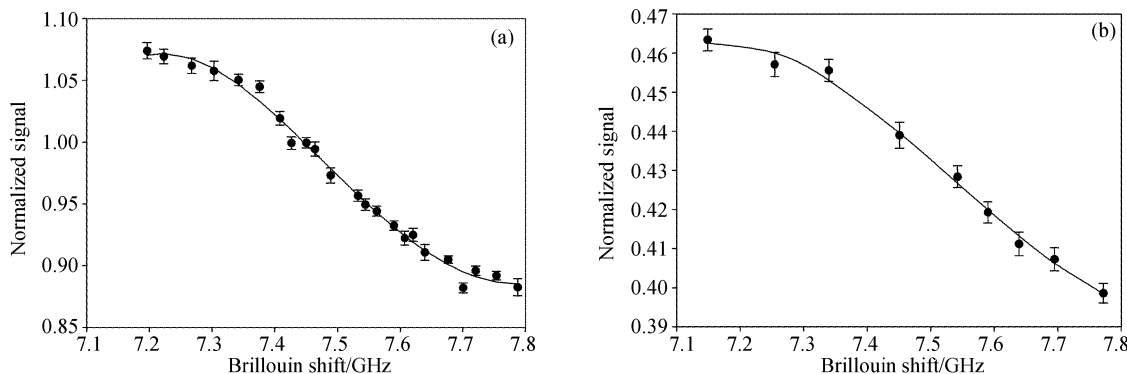 (a)
1.10
1.05
1.00
0.95
0.90
0.85
Normalized signal
7.1 7.2 7.3 7.4 7.5 7.6 7.7 7.8
Brillouin shift/GHz
(b)
0.47
0.46
0.45
0.44
0.43
0.42
0.41
0.40
0.39
Normalized signal
7.1 7.2 7.3 7.4 7.5 7.6 7.7 7.8
Brillouin shift/GHz